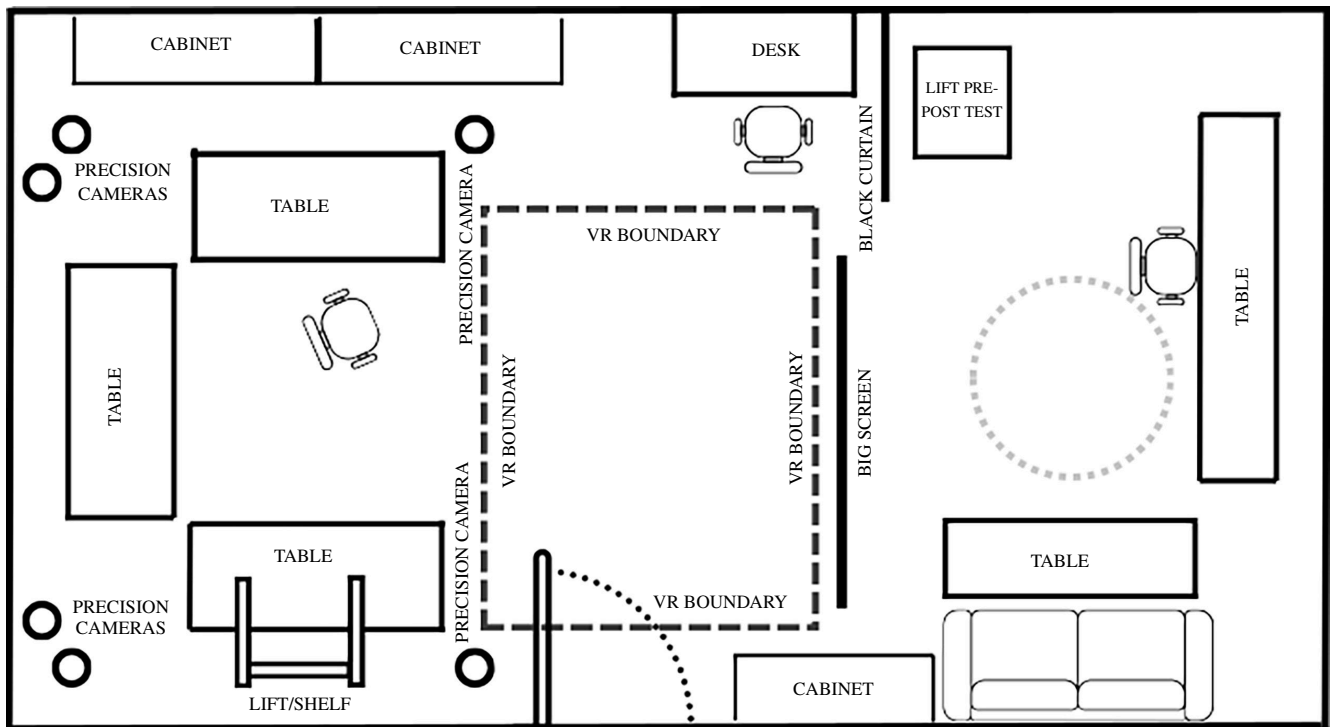 CABINET
CABINET
DESK
LIFT PRE-
POST TEST
BLACK CURTAIN
PRECISION
CAMERAS
TABLE
PRECISION CAMERA
VR BOUNDARY
TABLE
TABLE
VR BOUNDARY
VR BOUNDARY
BIG SCREEN
TABLE
PRECISION CAMERA
TABLE
PRECISION
CAMERAS
VR BOUNDARY
LIFT/SHELF
CABINET